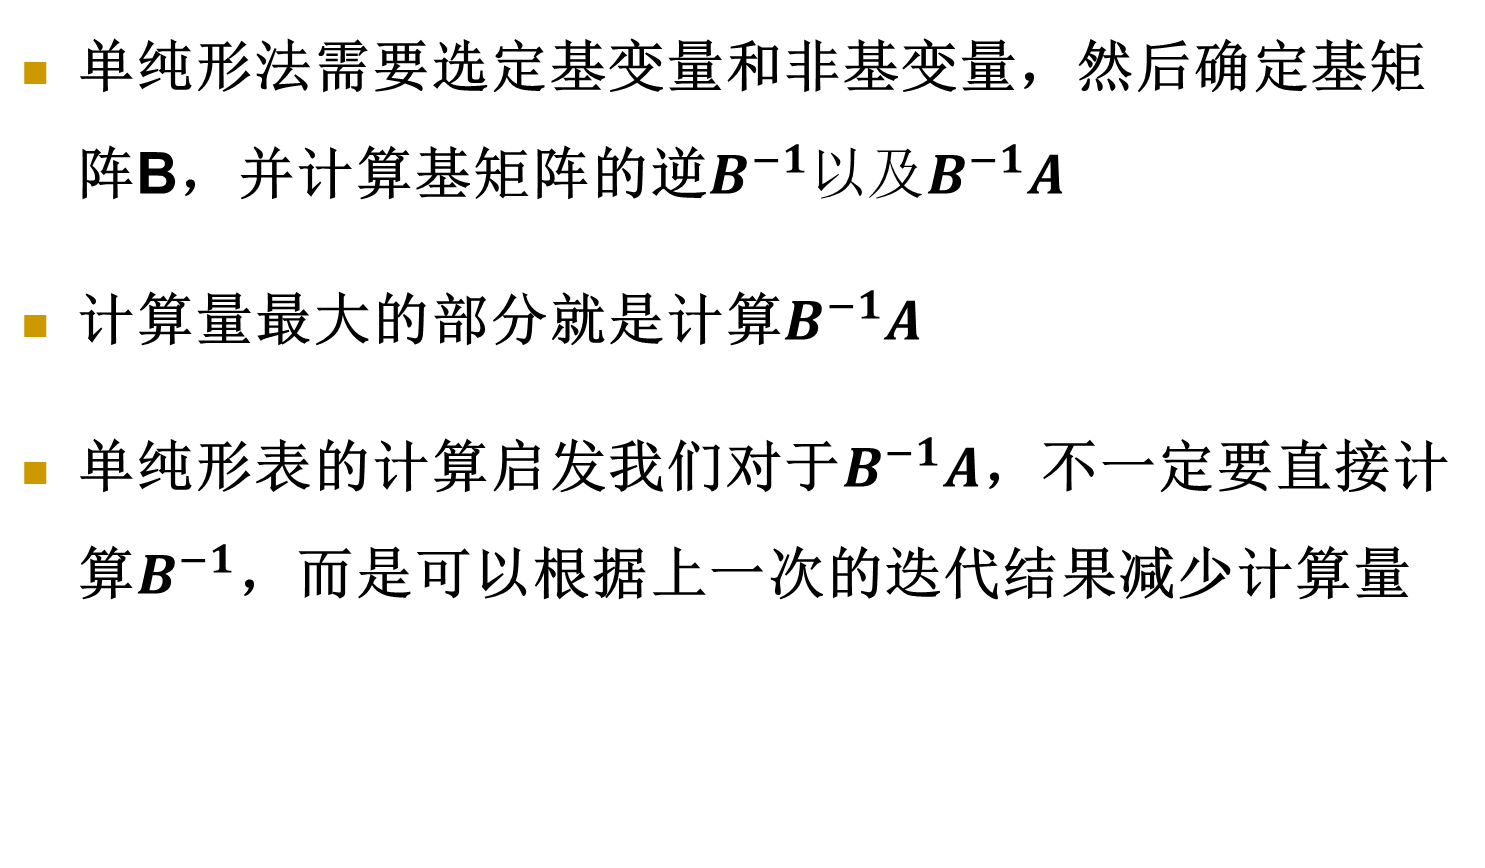 单纯形法需要选定基变量和非基变量，然后确定基矩
阵B，并计算基矩阵的逆B⁻¹以及B⁻¹A
计算量最大的部分就是计算B⁻¹A
单纯形表的计算启发我们对于B⁻¹A，不一定要直接计
算B⁻¹，而是可以根据上一次的迭代结果减少计算量